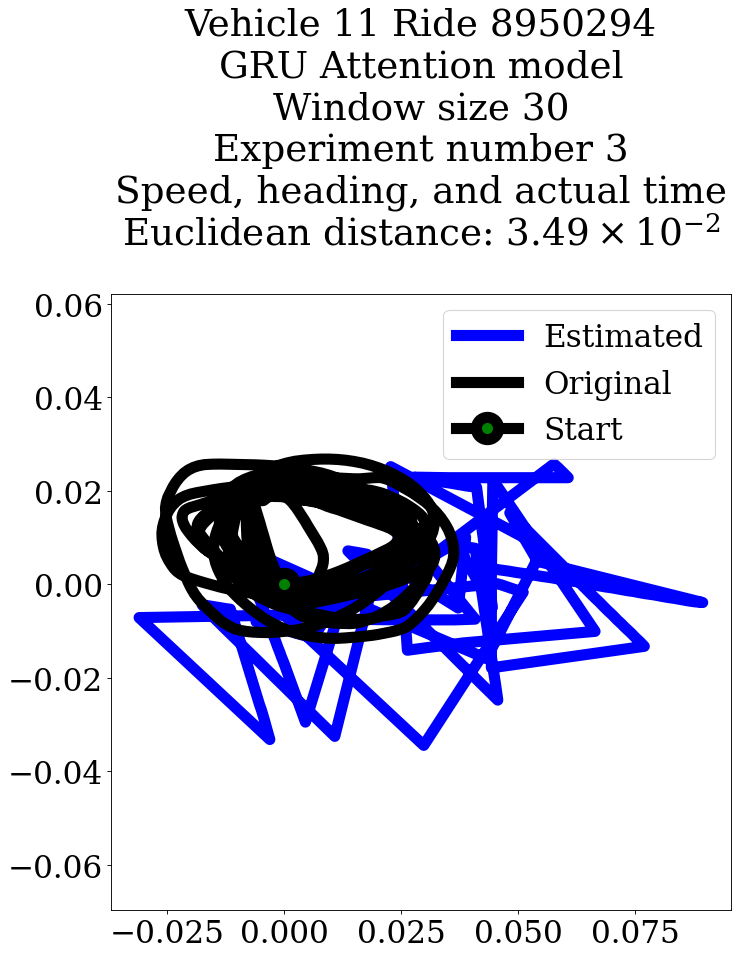 Vehicle 11 Ride 8950294
GRU Attention model
Window size 30
Experiment number 3
Speed, heading, and actual time
Euclidean distance: 3.49 × 10⁻²
0.06
0.04
0.02
0.00
−0.02
−0.04
−0.06
Estimated
Original
Start
−0.025 0.000 0.025 0.050 0.075